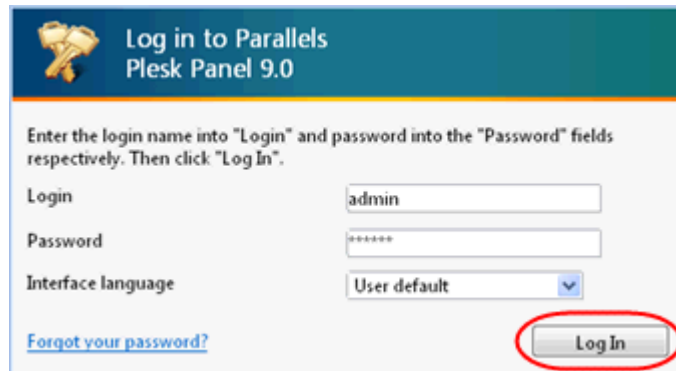 Log in to Parallels
Plesk Panel 9.0
Enter the login name into "Login" and password into the "Password" fields
respectively. Then click "Log In".
Login admin
Password ******
Interface language User default
Forgot your password? Log In